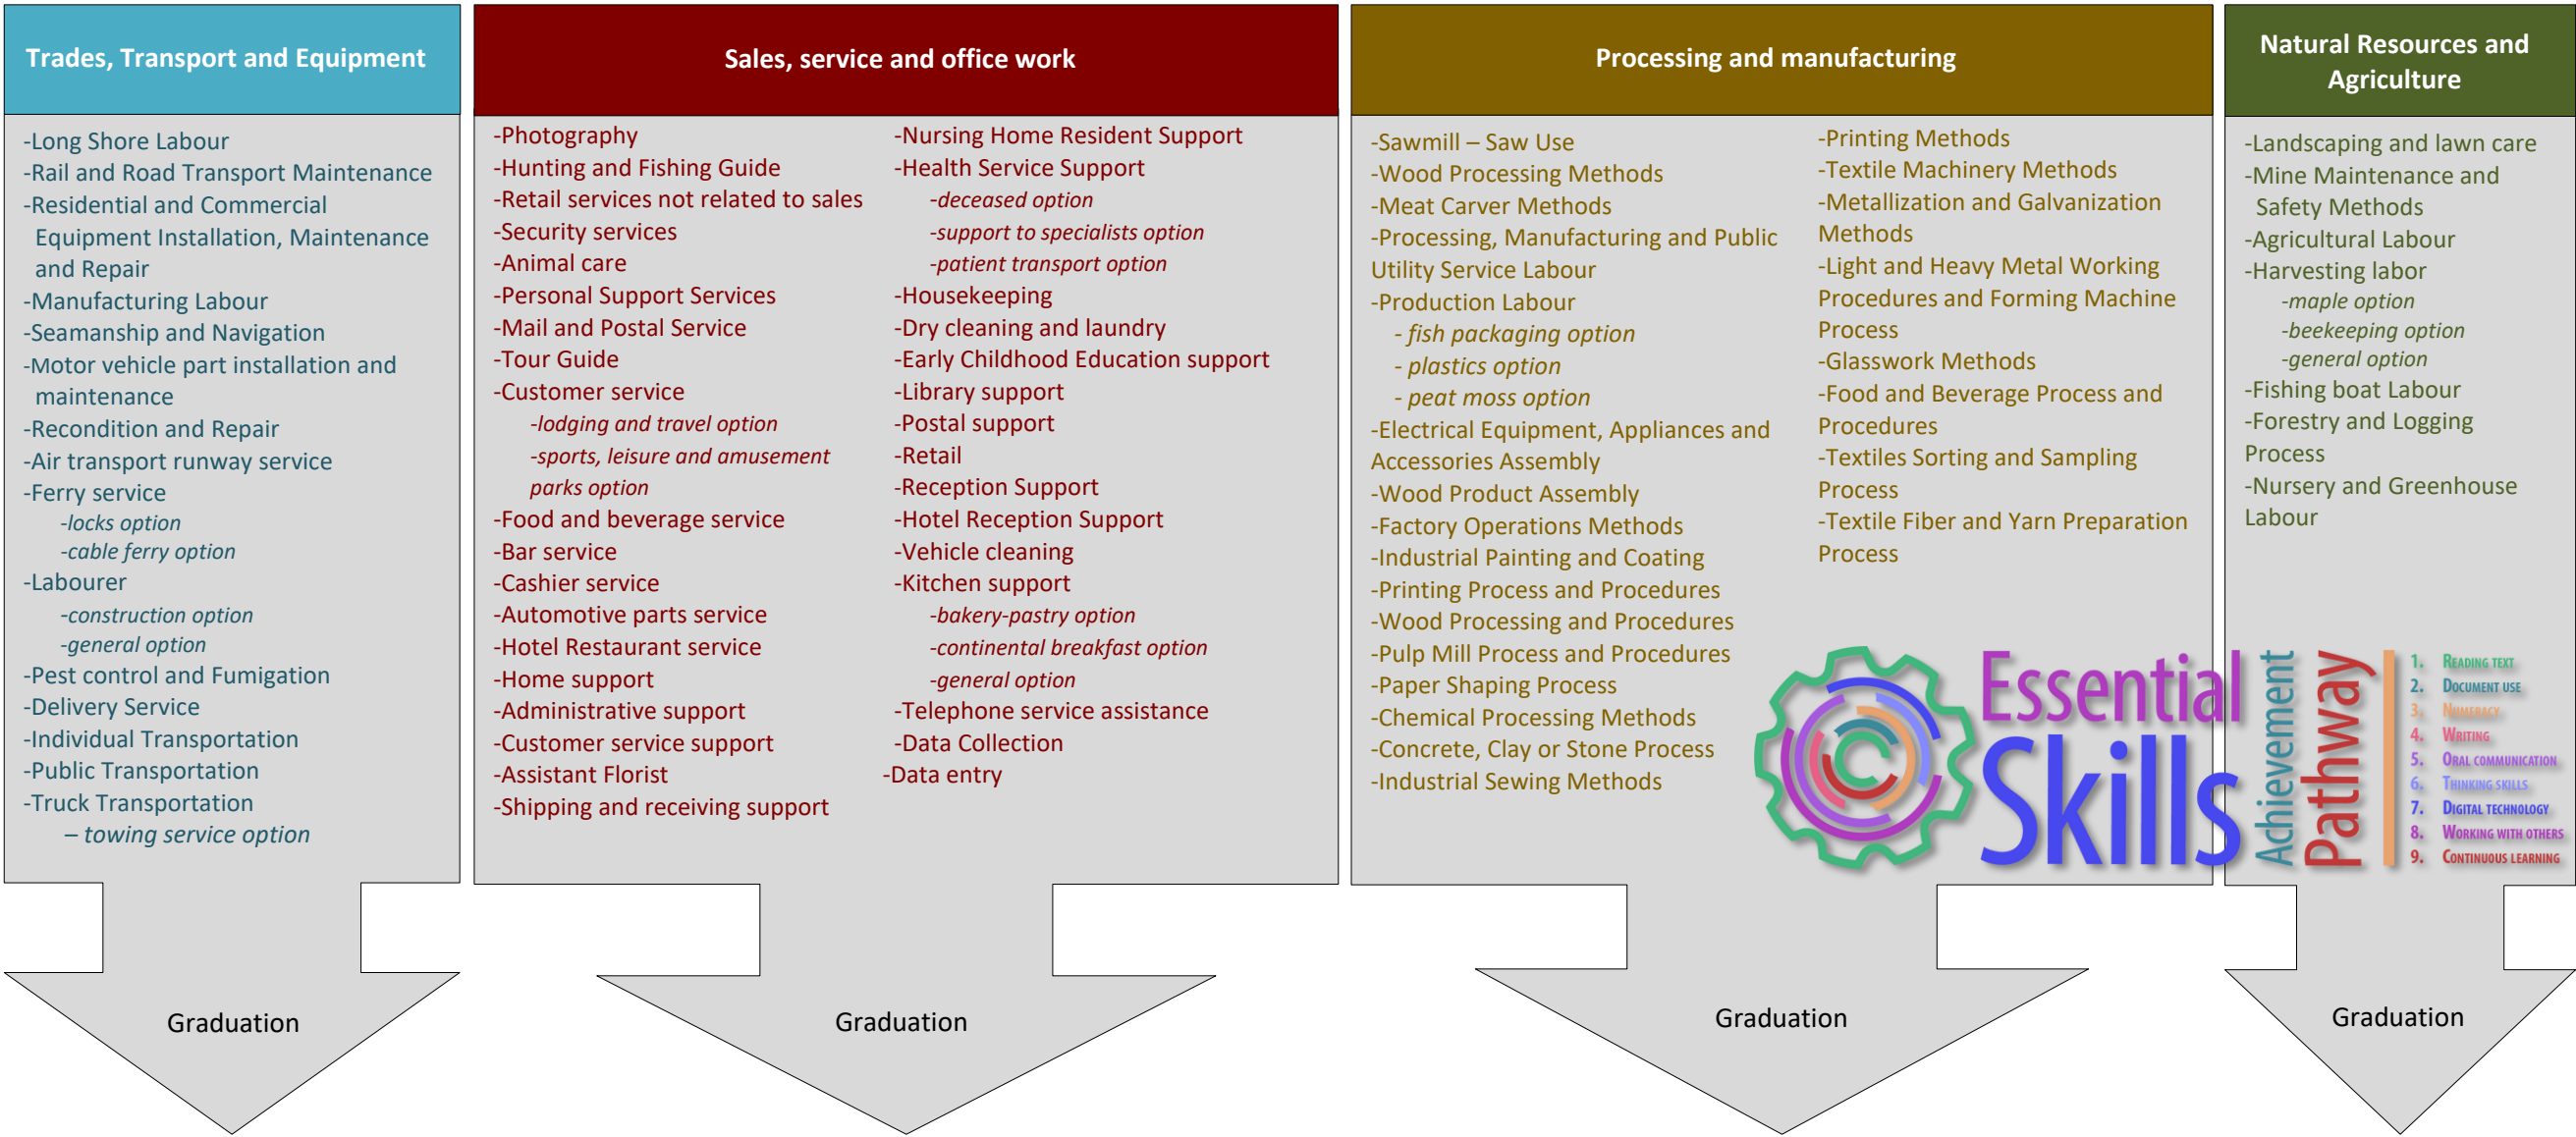 Trades, Transport and Equipment
-Long Shore Labour
-Rail and Road Transport Maintenance
-Residential and Commercial
Equipment Installation, Maintenance
and Repair
-Manufacturing Labour
-Seamanship and Navigation
-Motor vehicle part installation and
maintenance
-Recondition and Repair
-Air transport runway service
-Ferry service
-locks option
-cable ferry option
-Labourer
-construction option
-general option
-Pest control and Fumigation
-Delivery Service
-Individual Transportation
-Public Transportation
-Truck Transportation
– towing service option
Graduation
Sales, service and office work
-Photography
-Hunting and Fishing Guide
-Retail services not related to sales
-Security services
-Animal care
-Personal Support Services
-Mail and Postal Service
-Tour Guide
-Customer service
-lodging and travel option
-sports, leisure and amusement
parks option
-Food and beverage service
-Bar service
-Cashier service
-Automotive parts service
-Hotel Restaurant service
-Home support
-Administrative support
-Customer service support
-Assistant Florist
-Shipping and receiving support
-Nursing Home Resident Support
-Health Service Support
-deceased option
-support to specialists option
-patient transport option
-Housekeeping
-Dry cleaning and laundry
-Early Childhood Education support
-Library support
-Postal support
-Retail
-Reception Support
-Hotel Reception Support
-Vehicle cleaning
-Kitchen support
-bakery-pastry option
-continental breakfast option
-general option
-Telephone service assistance
-Data Collection
-Data entry
Graduation
Processing and manufacturing
-Sawmill – Saw Use
-Wood Processing Methods
-Meat Carver Methods
-Processing, Manufacturing and Public
Utility Service Labour
-Production Labour
- fish packaging option
- plastics option
- peat moss option
-Electrical Equipment, Appliances and
Accessories Assembly
-Wood Product Assembly
-Factory Operations Methods
-Industrial Painting and Coating
-Printing Process and Procedures
-Wood Processing and Procedures
-Pulp Mill Process and Procedures
-Paper Shaping Process
-Chemical Processing Methods
-Concrete, Clay or Stone Process
-Industrial Sewing Methods
-Printing Methods
-Textile Machinery Methods
-Metallization and Galvanization
Methods
-Light and Heavy Metal Working
Procedures and Forming Machine
Process
-Glasswork Methods
-Food and Beverage Process and
Procedures
-Textiles Sorting and Sampling
Process
-Textile Fiber and Yarn Preparation
Process
Graduation
Natural Resources and
Agriculture
-Landscaping and lawn care
-Mine Maintenance and
Safety Methods
-Agricultural Labour
-Harvesting labor
-maple option
-beekeeping option
-general option
-Fishing boat Labour
-Forestry and Logging
Process
-Nursery and Greenhouse
Labour
Graduation
Essential
Skills
Achievement
Pathway
1. READING TEXT
2. DOCUMENT USE
3. NUMERACY
4. WRITING
5. ORAL COMMUNICATION
6. THINKING SKILLS
7. DIGITAL TECHNOLOGY
8. WORKING WITH OTHERS
9. CONTINUOUS LEARNING